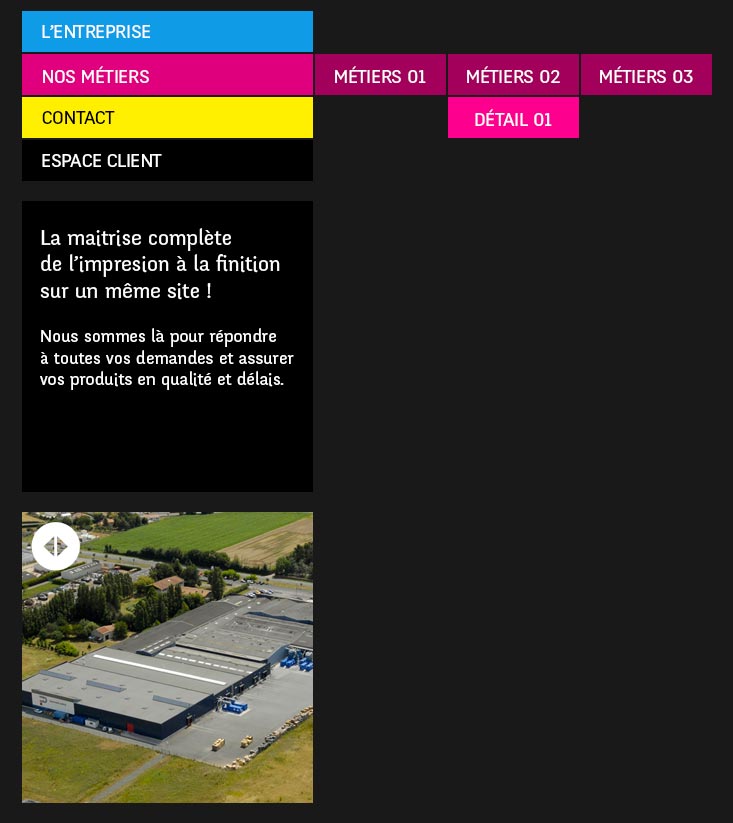 L'ENTREPRISE
NOS MÉTIERS
MÉTIERS 01
MÉTIERS 02
MÉTIERS 03
CONTACT
DÉTAIL 01
ESPACE CLIENT
La maitrise complète
de l'impresion à la finition
sur un même site !
Nous sommes là pour répondre
à toutes vos demandes et assurer
vos produits en qualité et délais.